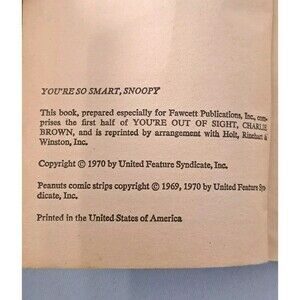 YOU'RE SO SMART, SNOOPY
This book, prepared especially for Fawcett Publications, Inc., com-
prises the first half of YOU'RE OUT OF SIGHT, CHARLIE
BROWN, and is reprinted by arrangement with Holt, Rinehart &
Winston, Inc.
Copyright © 1970 by United Feature Syndicate, Inc.
Peanuts comic strips copyright © 1969, 1970 by United Feature Syn-
dicate, Inc.
Printed in the United States of America